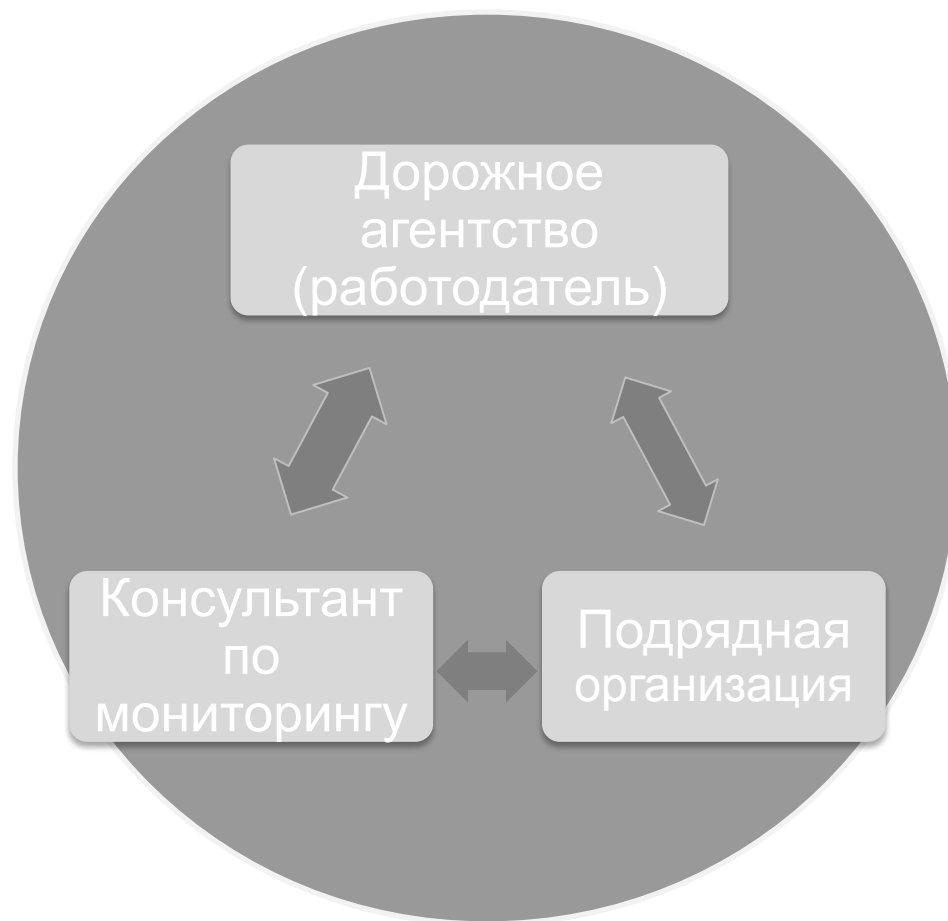 Дорожное
агентство
(работодатель)
Консультант
по
мониторингу
Подрядная
организация